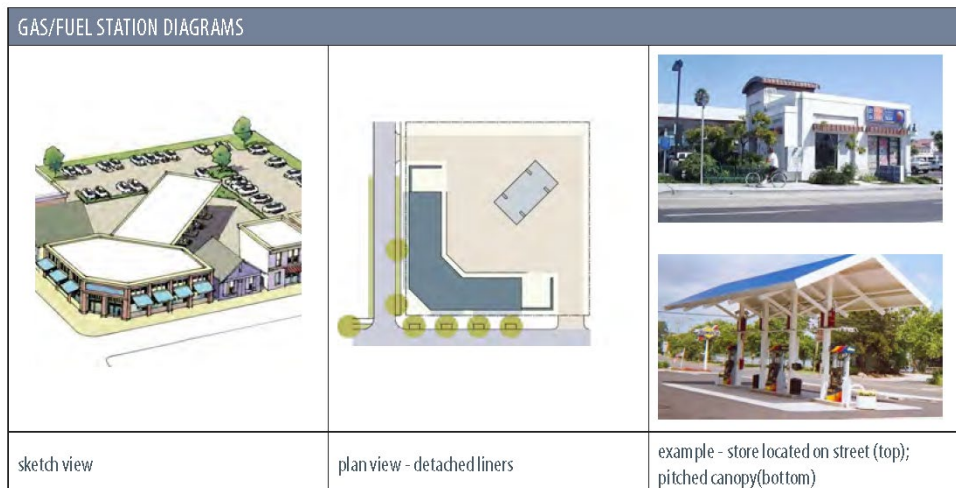 GAS/FUEL STATION DIAGRAMS
sketch view
plan view - detached liners
example - store located on street (top);
pitched canopy(bottom)